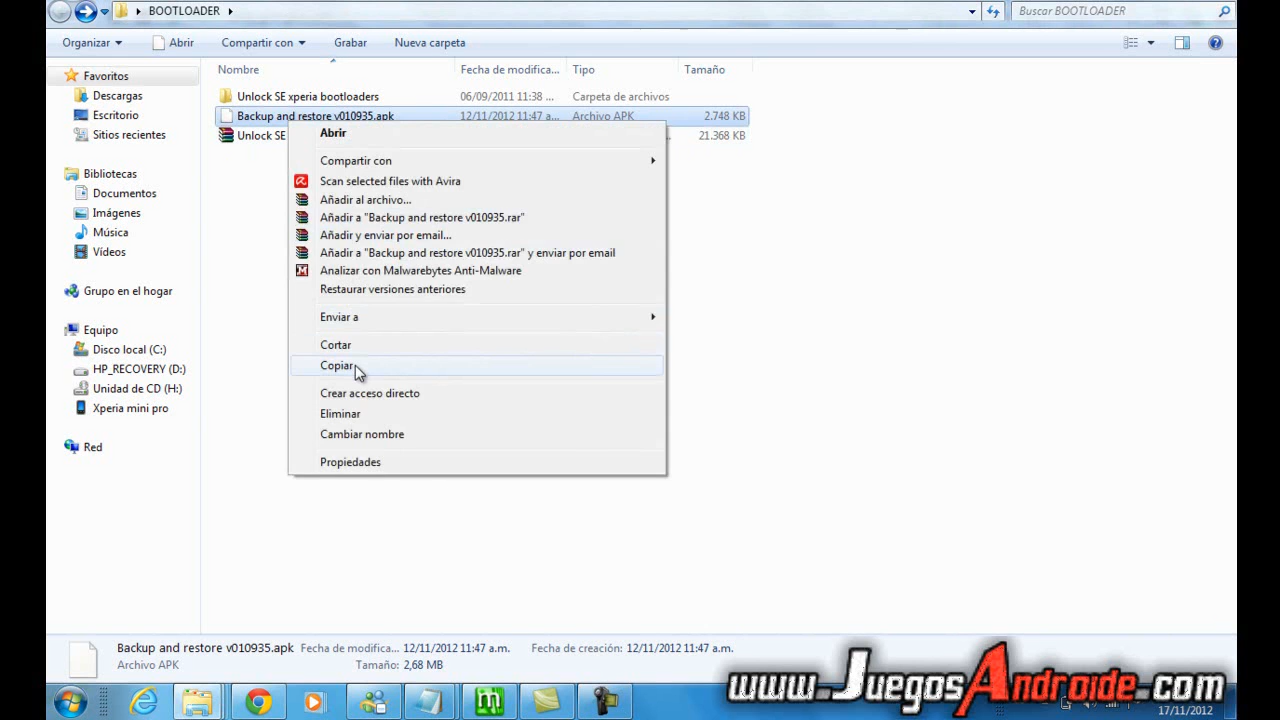 BOOTLOADER
Buscar BOOTLOADER
Organizar
Abrir
Compartir con
Grabar
Nueva carpeta
Nombre
Fecha de modifica...
Tipo
Tamaño
Favoritos
Descargas
Escritorio
Sitios recientes
Bibliotecas
Documentos
Imágenes
Música
Vídeos
Grupo en el hogar
Equipo
Disco local (C:)
HP_RECOVERY (D:)
Unidad de CD (H:)
Xperia mini pro
Red
Unlock SE xperia bootloaders 06/09/2011 11:38 ... Carpeta de archivos
Backup and restore v010935.apk 12/11/2012 11:47 a... Archivo APK 2.748 KB
Unlock SE 21.368 KB
Abrir
Compartir con
Scan selected files with Avira
Añadir al archivo...
Añadir a "Backup and restore v010935.rar"
Añadir y enviar por email...
Añadir a "Backup and restore v010935.rar" y enviar por email
Analizar con Malwarebytes Anti-Malware
Restaurar versiones anteriores
Enviar a
Cortar
Copiar
Crear acceso directo
Eliminar
Cambiar nombre
Propiedades
Backup and restore v010935.apk Fecha de modifica... 12/11/2012 11:47 a.m. Fecha de creación: 12/11/2012 11:47 a.m.
Archivo APK Tamaño: 2,68 MB
www.JuegosAndroide.com
17/11/2012